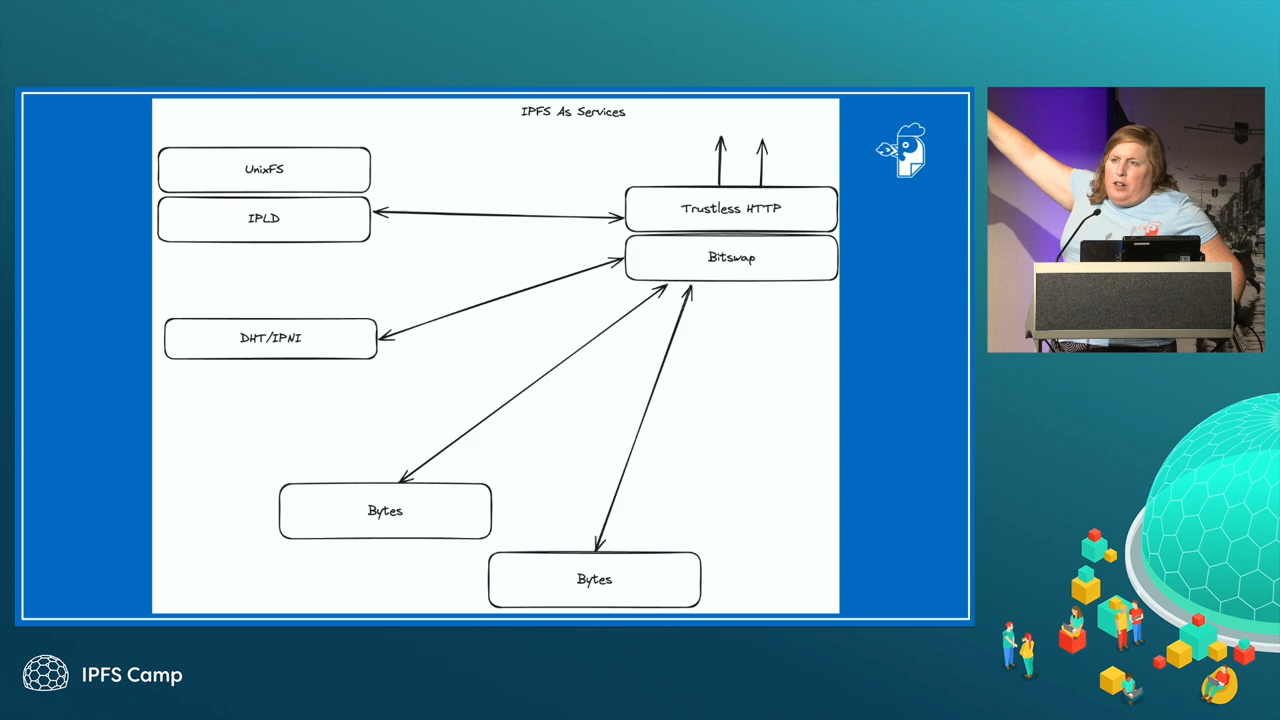 IPFS As Services
UnixFS
IPLD
Trustless HTTP
Bitswap
DHT/IPNI
Bytes
Bytes
IPFS Camp